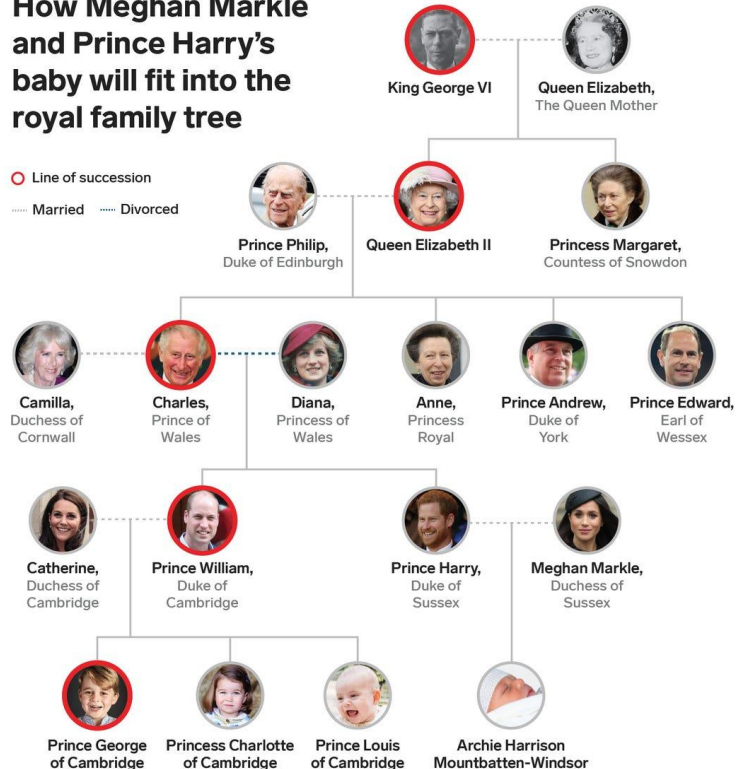 How Meghan Markle
and Prince Harry's
baby will fit into the
royal family tree
Line of succession
Married
Divorced
King George VI
Queen Elizabeth,
The Queen Mother
Prince Philip,
Duke of Edinburgh
Queen Elizabeth II
Princess Margaret,
Countess of Snowdon
Camilla,
Duchess of
Cornwall
Charles,
Prince of
Wales
Diana,
Princess of
Wales
Anne,
Princess
Royal
Prince Andrew,
Duke of
York
Prince Edward,
Earl of
Wessex
Catherine,
Duchess of
Cambridge
Prince William,
Duke of
Cambridge
Prince Harry,
Duke of
Sussex
Meghan Markle,
Duchess of
Sussex
Prince George
of Cambridge
Princess Charlotte
of Cambridge
Prince Louis
of Cambridge
Archie Harrison
Mountbatten-Windsor